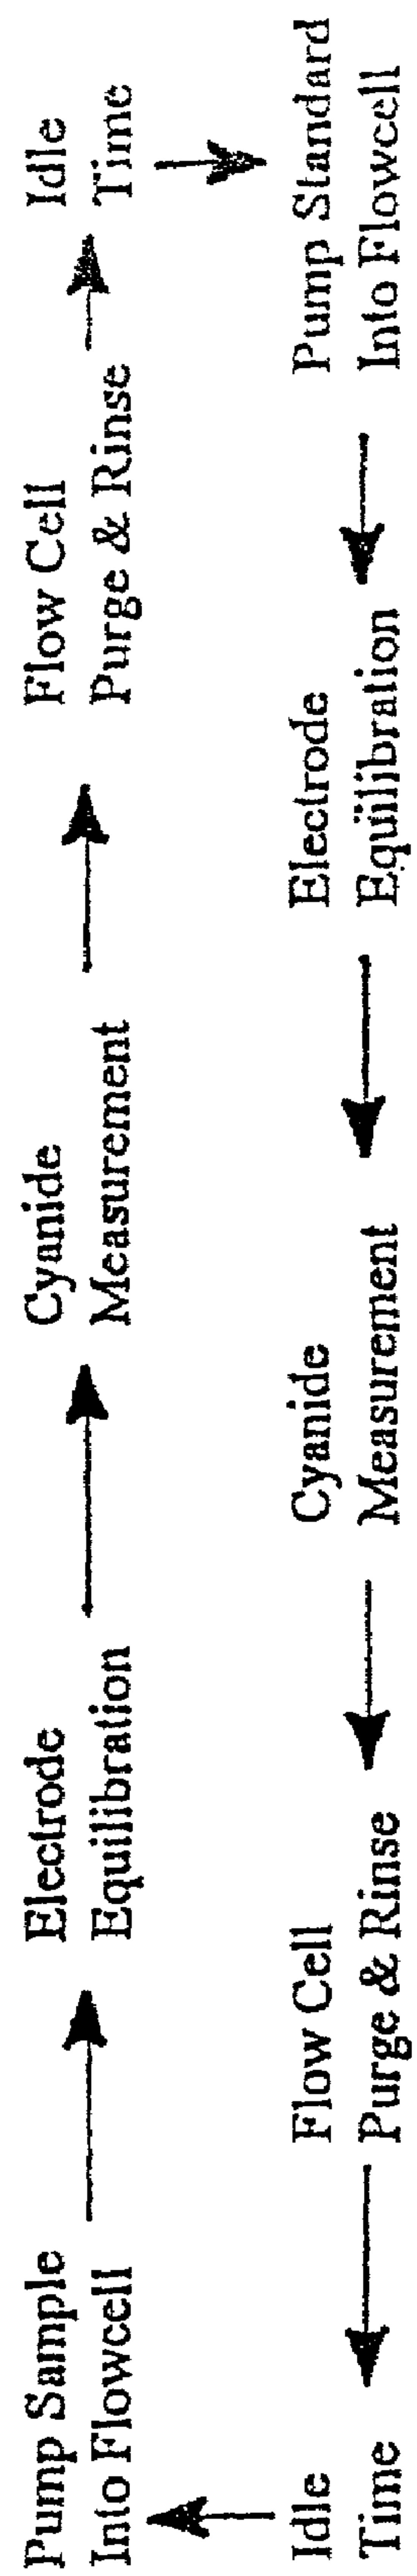 Pump Sample
Into Flowcell
Electrode
Equilibration
Cyanide
Measurement
Flow Cell
Purge & Rinse
Idle
Time
Pump Standard
Into Flowcell
Electrode
Equilibration
Cyanide
Measurement
Flow Cell
Purge & Rinse
Idle
Time